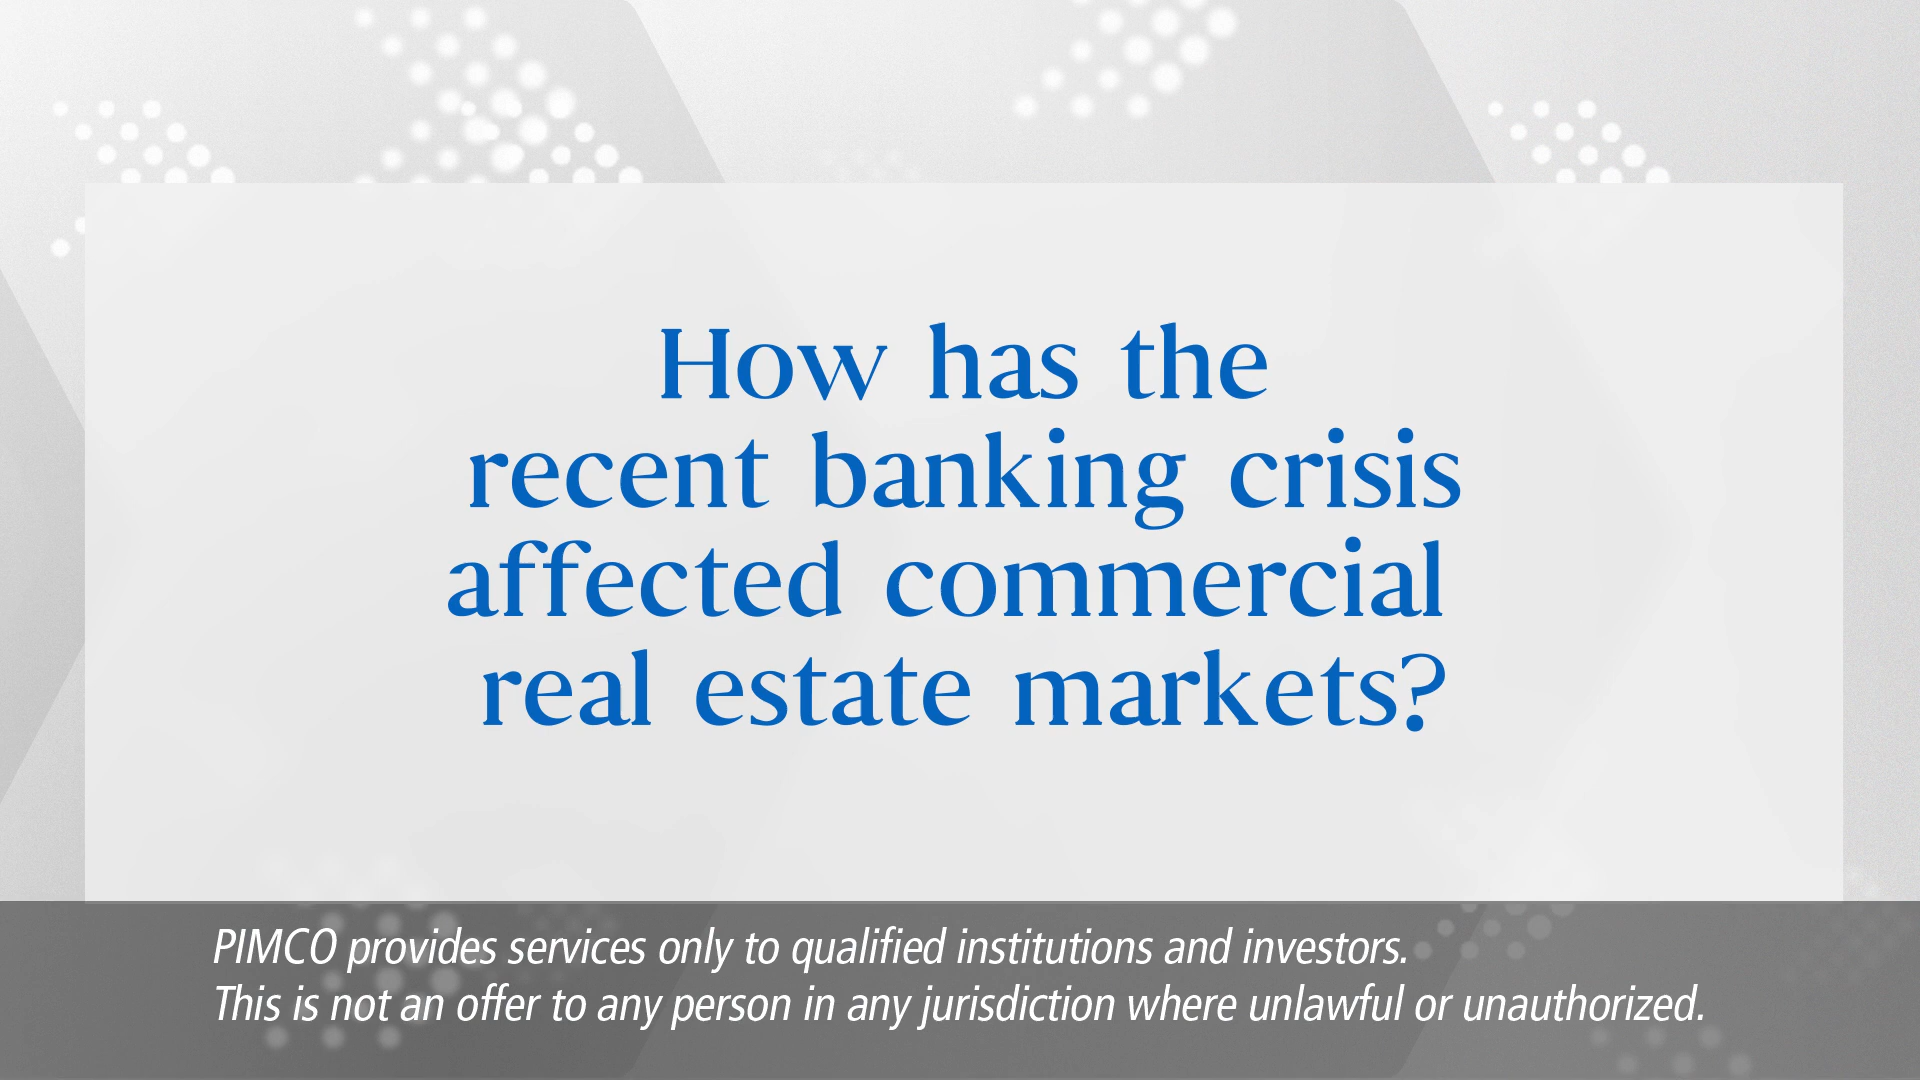 How has the
recent banking crisis
affected commercial
real estate markets?
PIMCO provides services only to qualified institutions and investors.
This is not an offer to any person in any jurisdiction where unlawful or unauthorized.